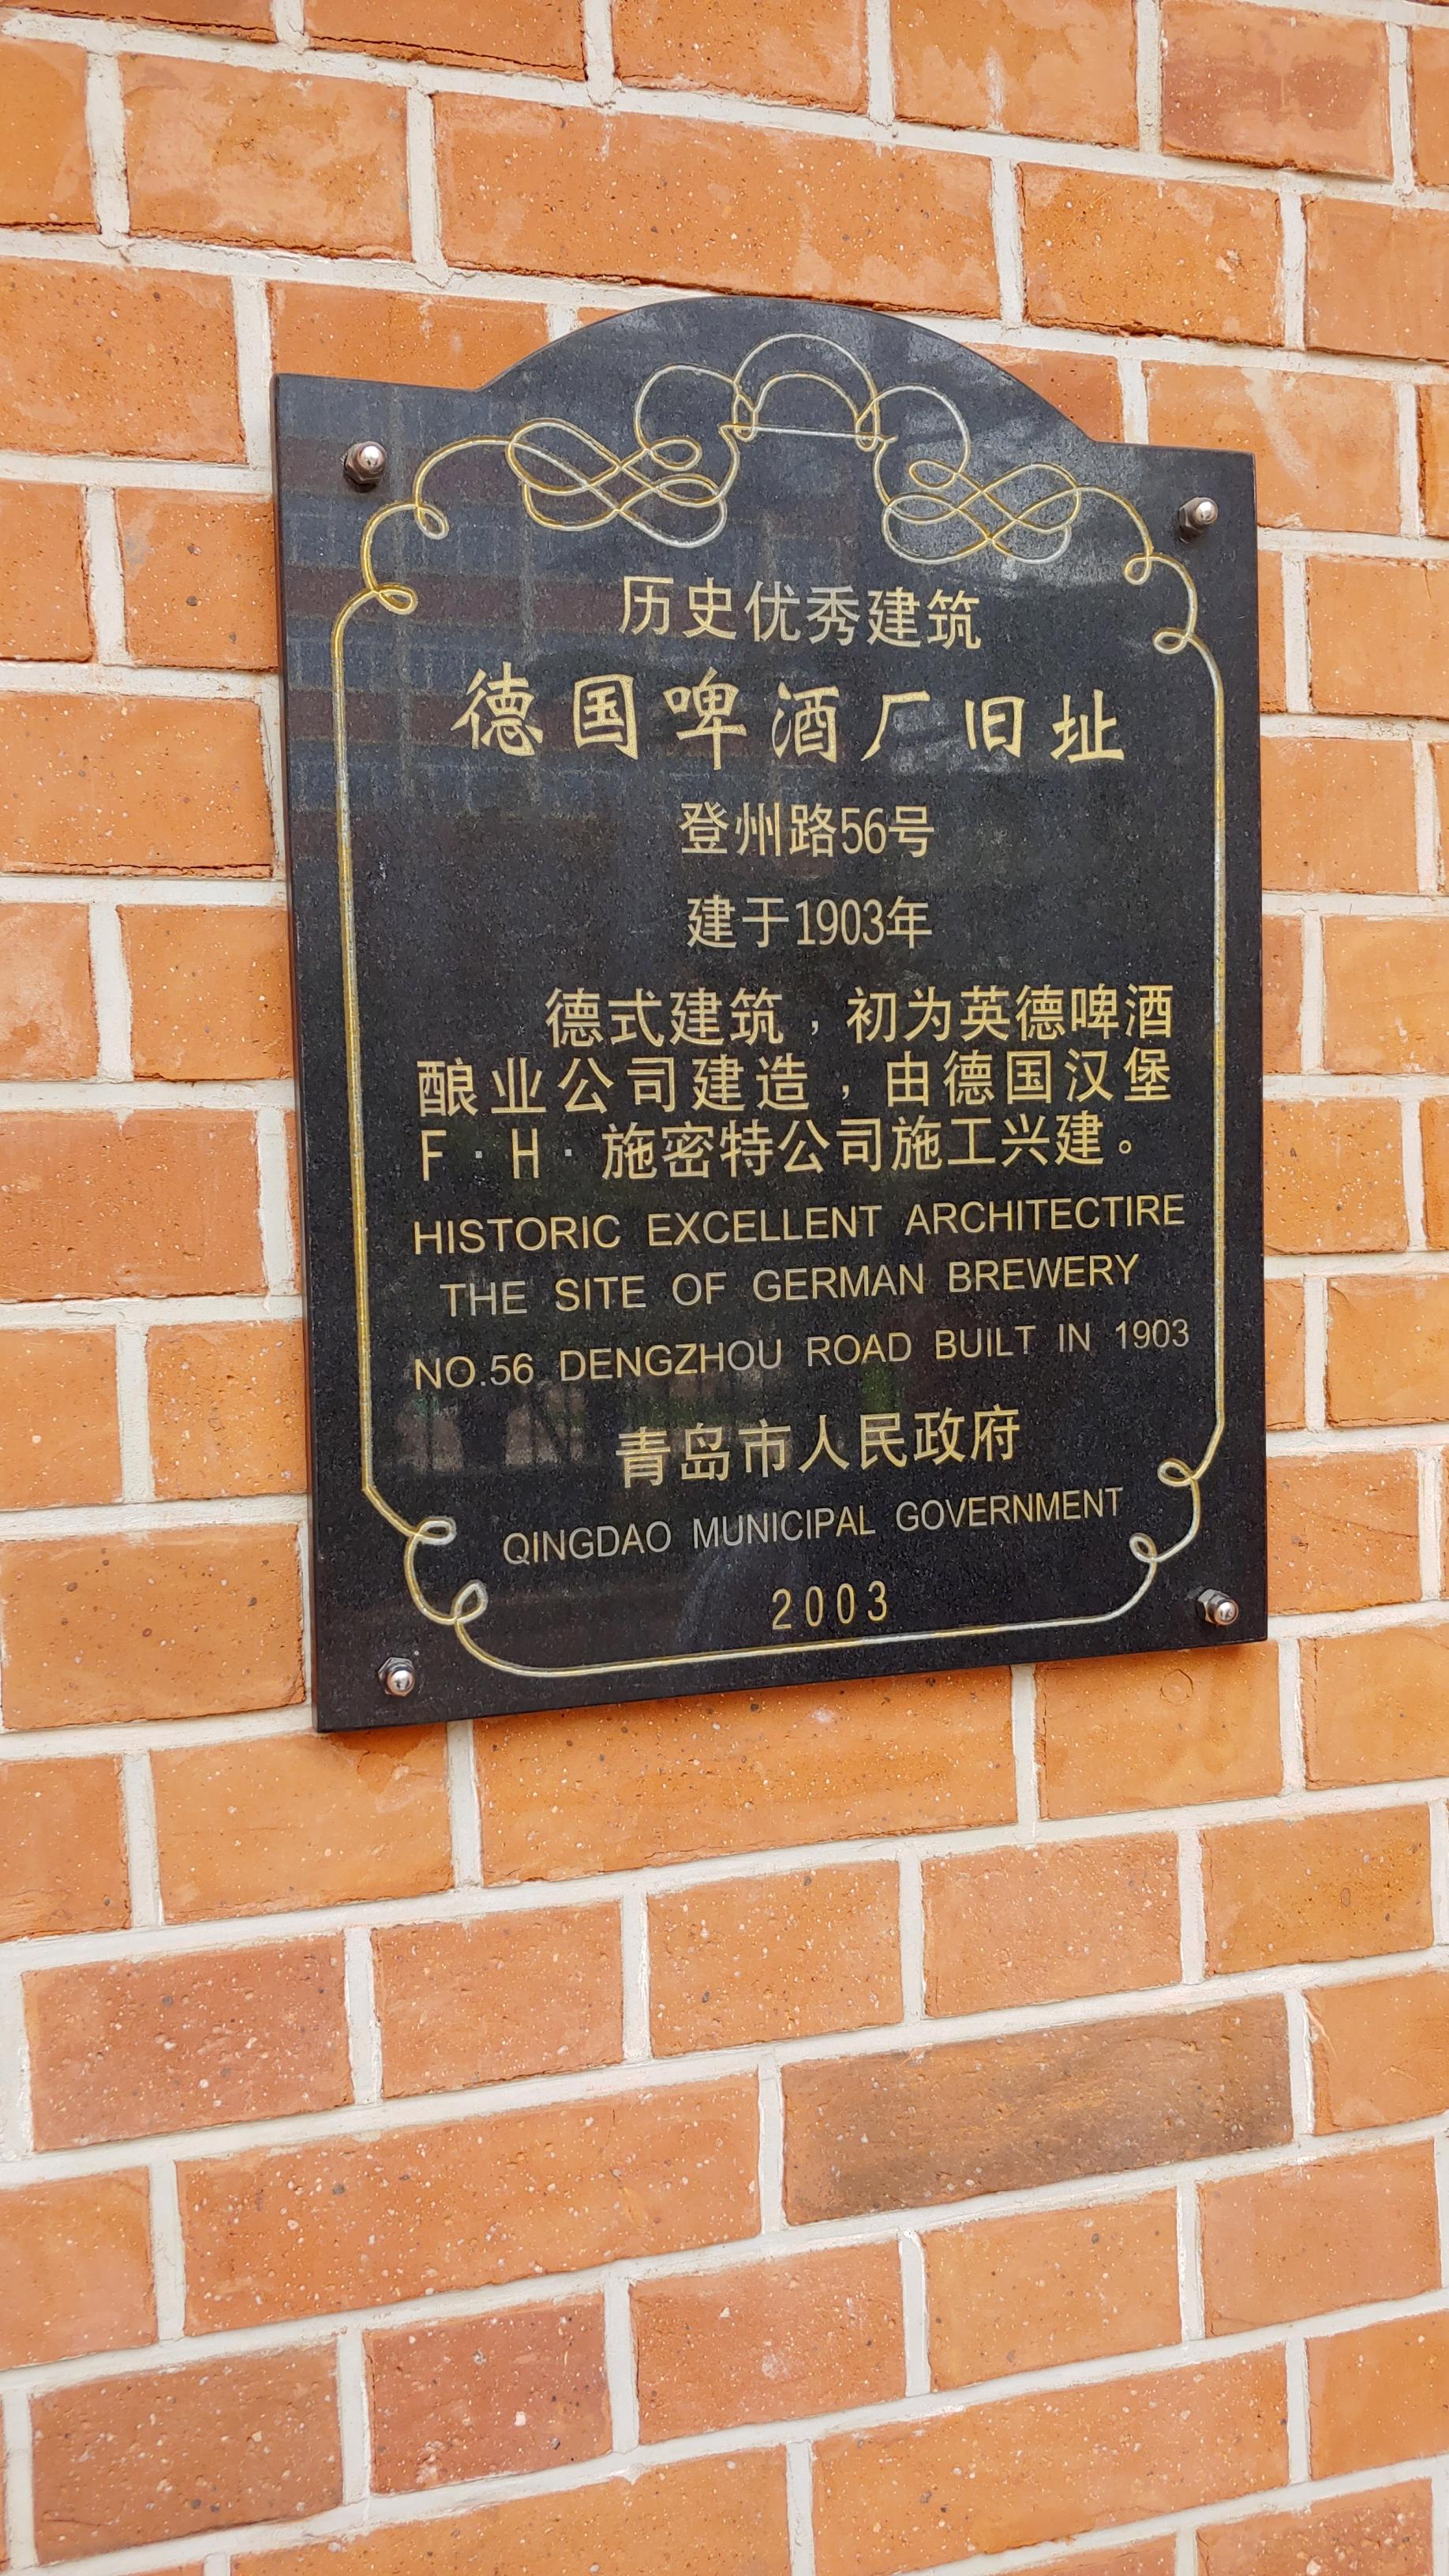 历史优秀建筑
德国啤酒厂旧址
登州路56号
建于1903年
德式建筑，初为英德啤酒
酿业公司建造，由德国汉堡
F·H·施密特公司施工兴建。
HISTORIC EXCELLENT ARCHITECTIRE
THE SITE OF GERMAN BREWERY
NO.56 DENGZHOU ROAD BUILT IN 1903
青岛市人民政府
QINGDAO MUNICIPAL GOVERNMENT
2003